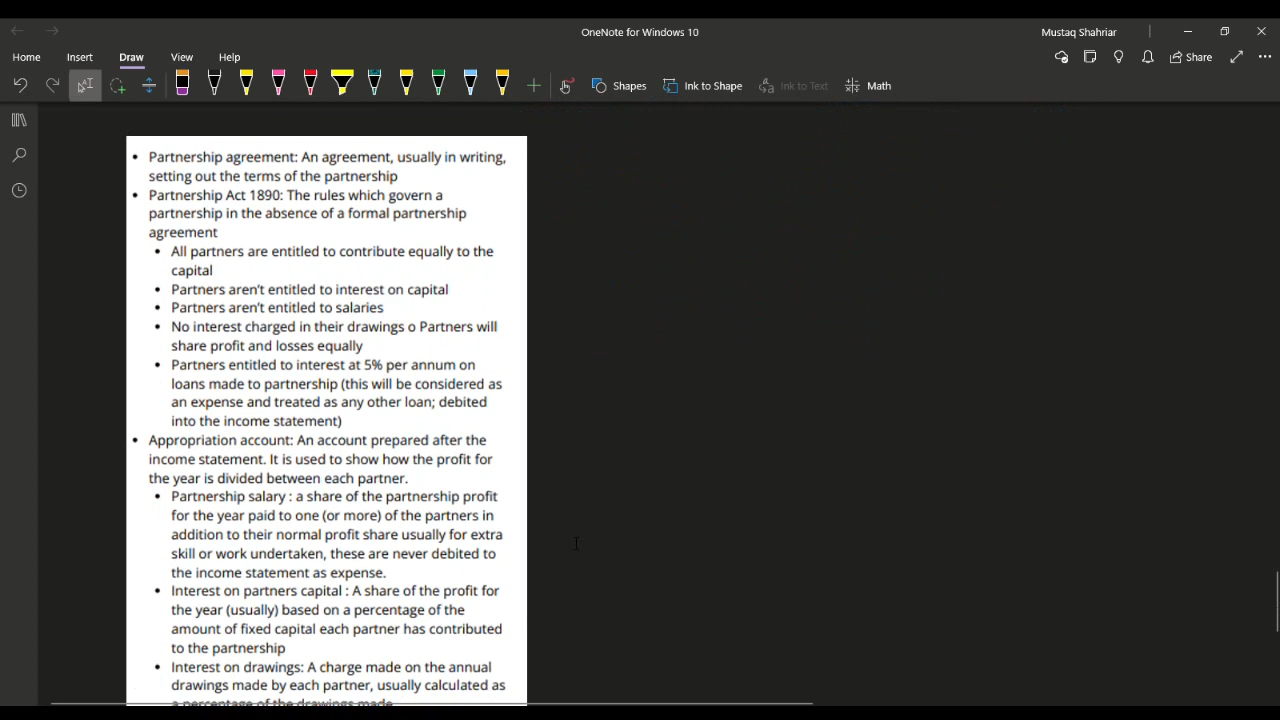 OneNote for Windows 10
Mustaq Shahriar
Home Insert Draw View Help
Share
Shapes Ink to Shape Ink to Text Math
• Partnership agreement: An agreement, usually in writing,
setting out the terms of the partnership
• Partnership Act 1890: The rules which govern a
partnership in the absence of a formal partnership
agreement
• All partners are entitled to contribute equally to the
capital
• Partners aren't entitled to interest on capital
• Partners aren't entitled to salaries
• No interest charged in their drawings o Partners will
share profit and losses equally
• Partners entitled to interest at 5% per annum on
loans made to partnership (this will be considered as
an expense and treated as any other loan; debited
into the income statement)
• Appropriation account: An account prepared after the
income statement. It is used to show how the profit for
the year is divided between each partner.
• Partnership salary : a share of the partnership profit
for the year paid to one (or more) of the partners in
addition to their normal profit share usually for extra
skill or work undertaken, these are never debited to
the income statement as expense.
• Interest on partners capital : A share of the profit for
the year (usually) based on a percentage of the
amount of fixed capital each partner has contributed
to the partnership
• Interest on drawings: A charge made on the annual
drawings made by each partner, usually calculated as
a percentage of the drawings made